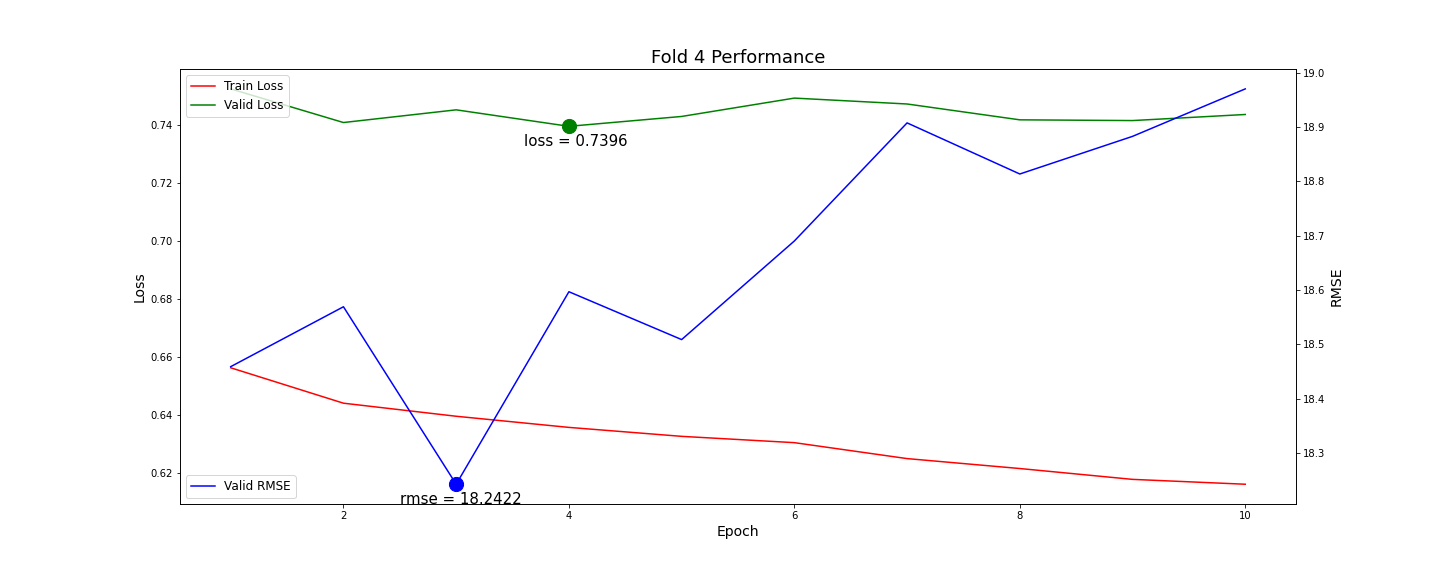 Fold 4 Performance
Train Loss
Valid Loss
0.74
0.72
0.70
0.68
0.66
0.64
0.62
Loss
loss = 0.7396
rmse = 18.2422
Valid RMSE
19.0
18.9
18.8
18.7
18.6
18.5
18.4
18.3
RMSE
2
4
6
8
10
Epoch